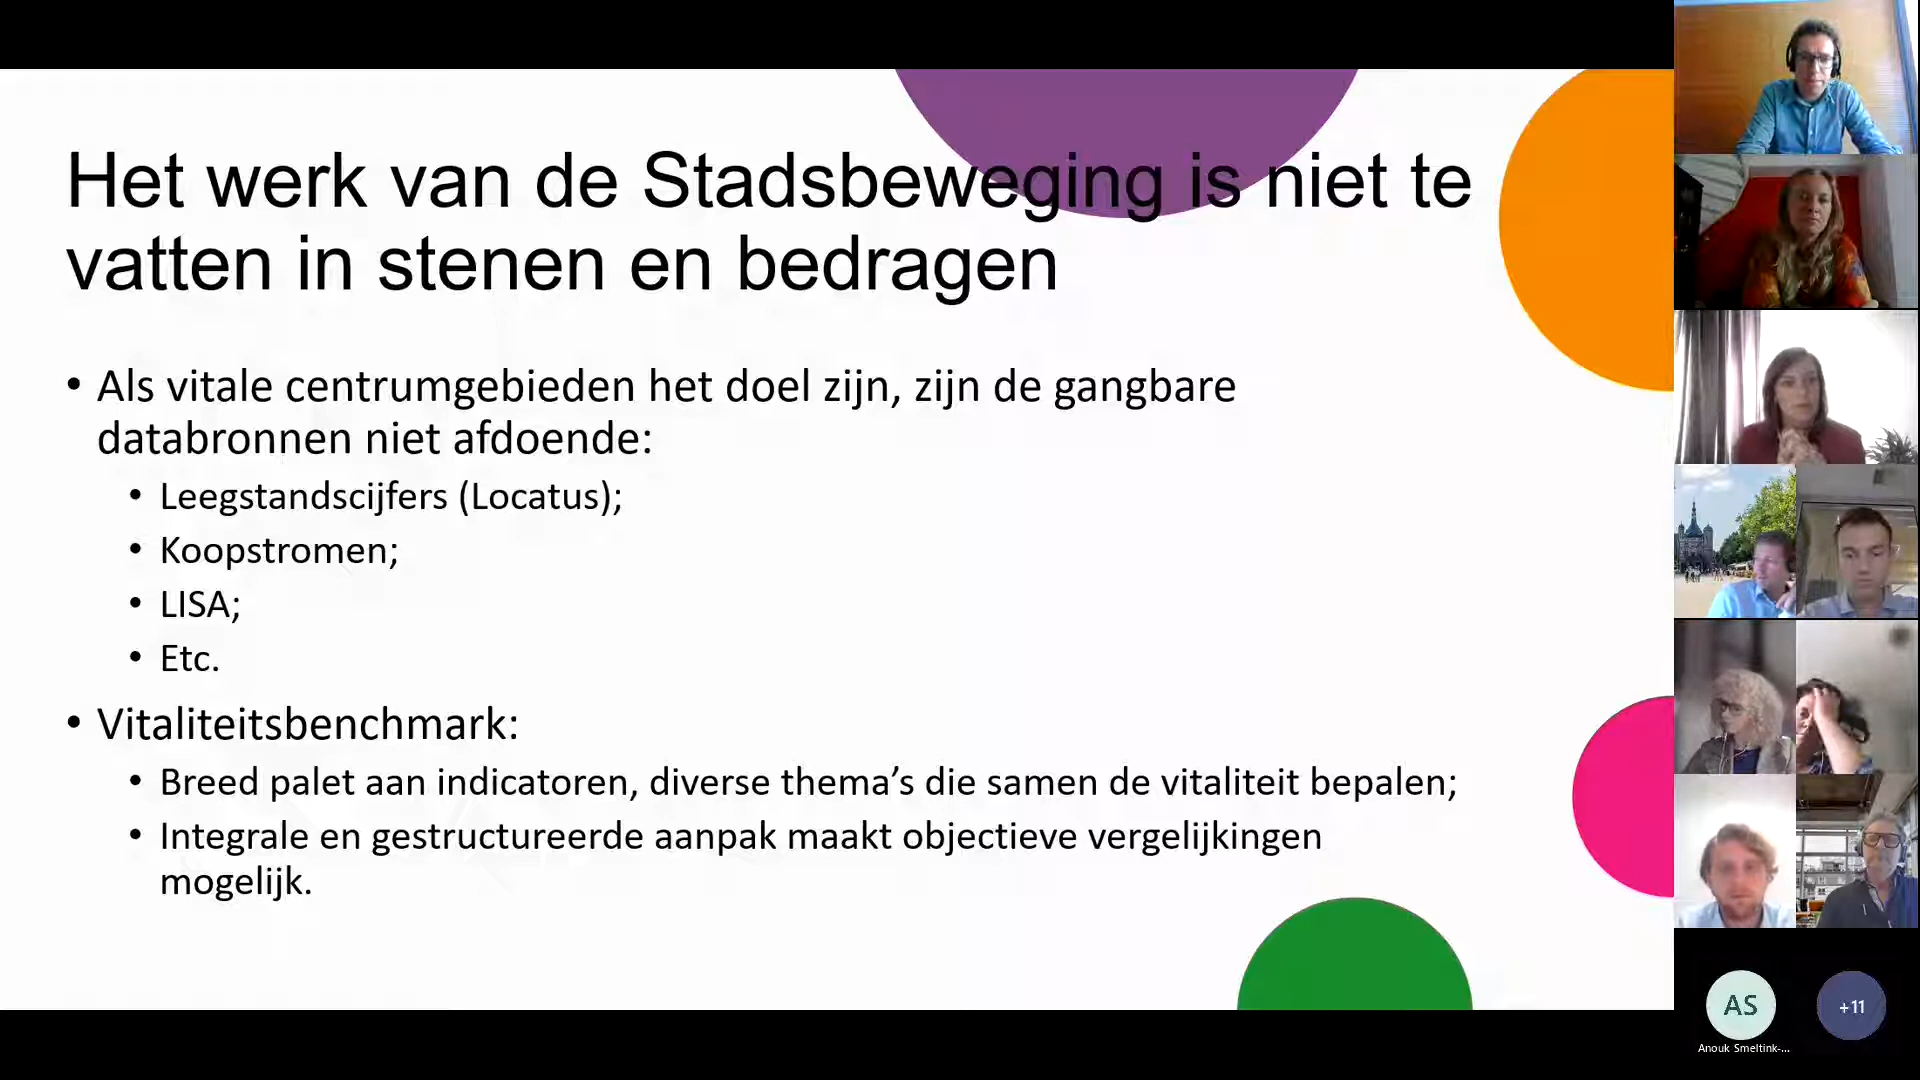 Het werk van de Stadsbeweging is niet te
vatten in stenen en bedragen
• Als vitale centrumgebieden het doel zijn, zijn de gangbare
databronnen niet afdoende:
• Leegstandscijfers (Locatus);
• Koopstromen;
• LISA;
• Etc.
• Vitaliteitsbenchmark:
• Breed palet aan indicatoren, diverse thema’s die samen de vitaliteit bepalen;
• Integrale en gestructureerde aanpak maakt objectieve vergelijkingen
mogelijk.
AS
+11
Anouk Smeltink-...